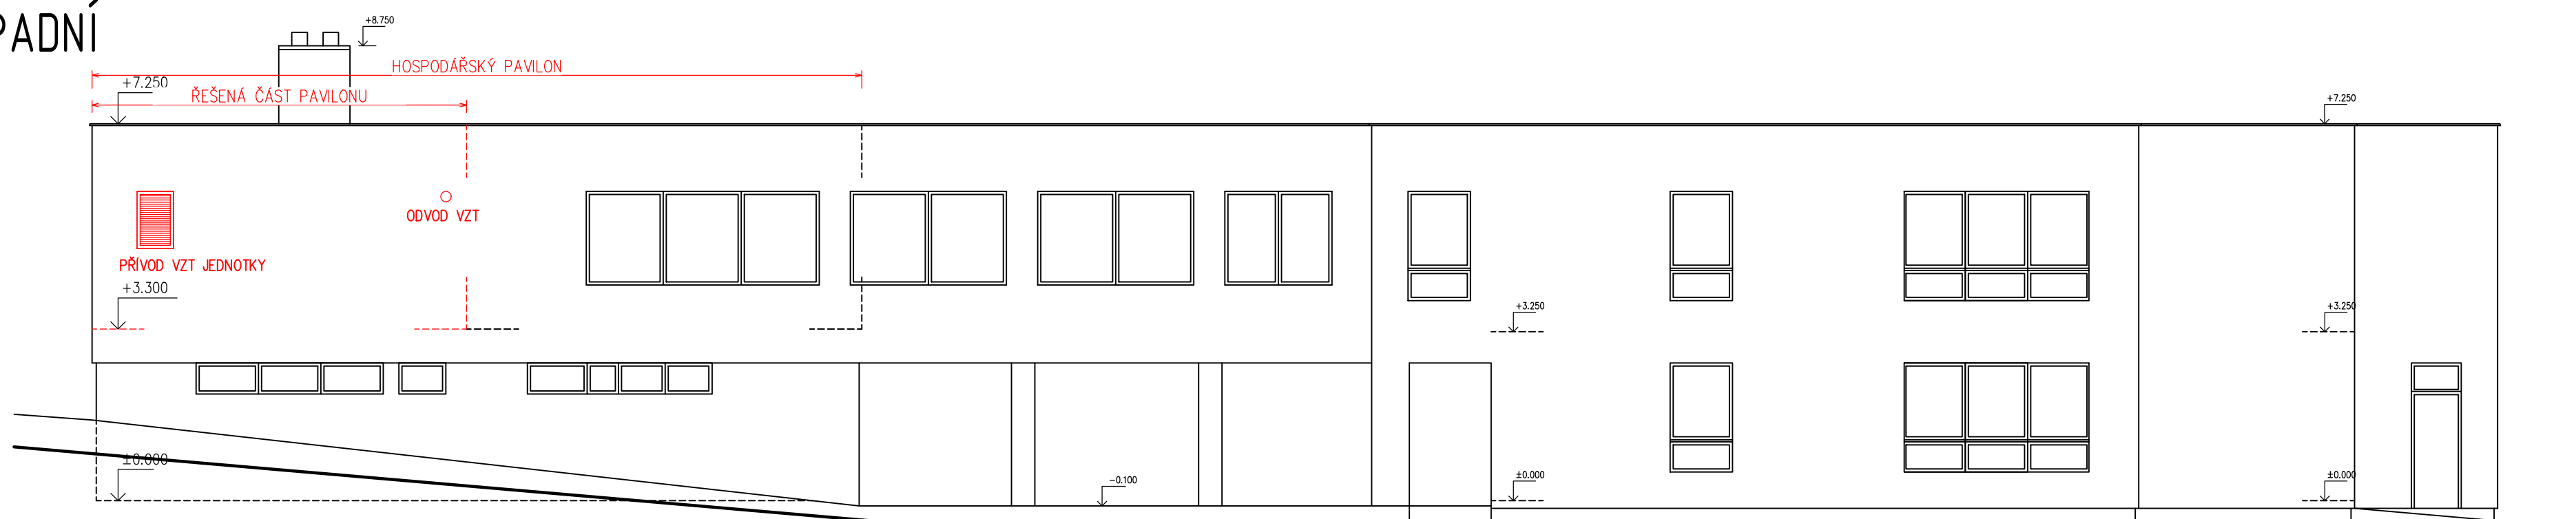 PADNÍ
+8.750
HOSPODÁŘSKÝ PAVILON
+7.250
ŘEŠENÁ ČÁST PAVILONU
+7.250
ODVOD VZT
PŘÍVOD VZT JEDNOTKY
+3.300
+3.250
+3.250
±0.000
-0.100
±0.000
±0.000